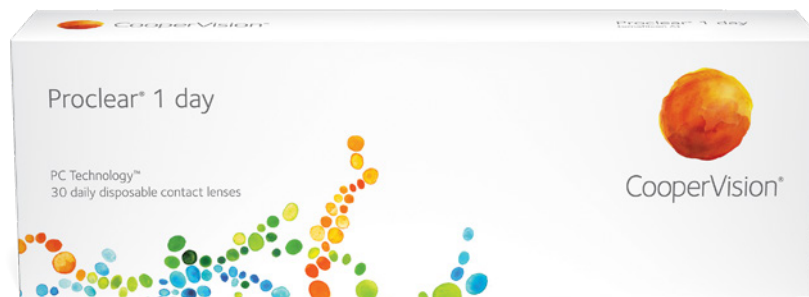 CooperVision®
Proclear® 1 day
Proclear® 1 day
PC Technology™
30 daily disposable contact lenses
CooperVision®